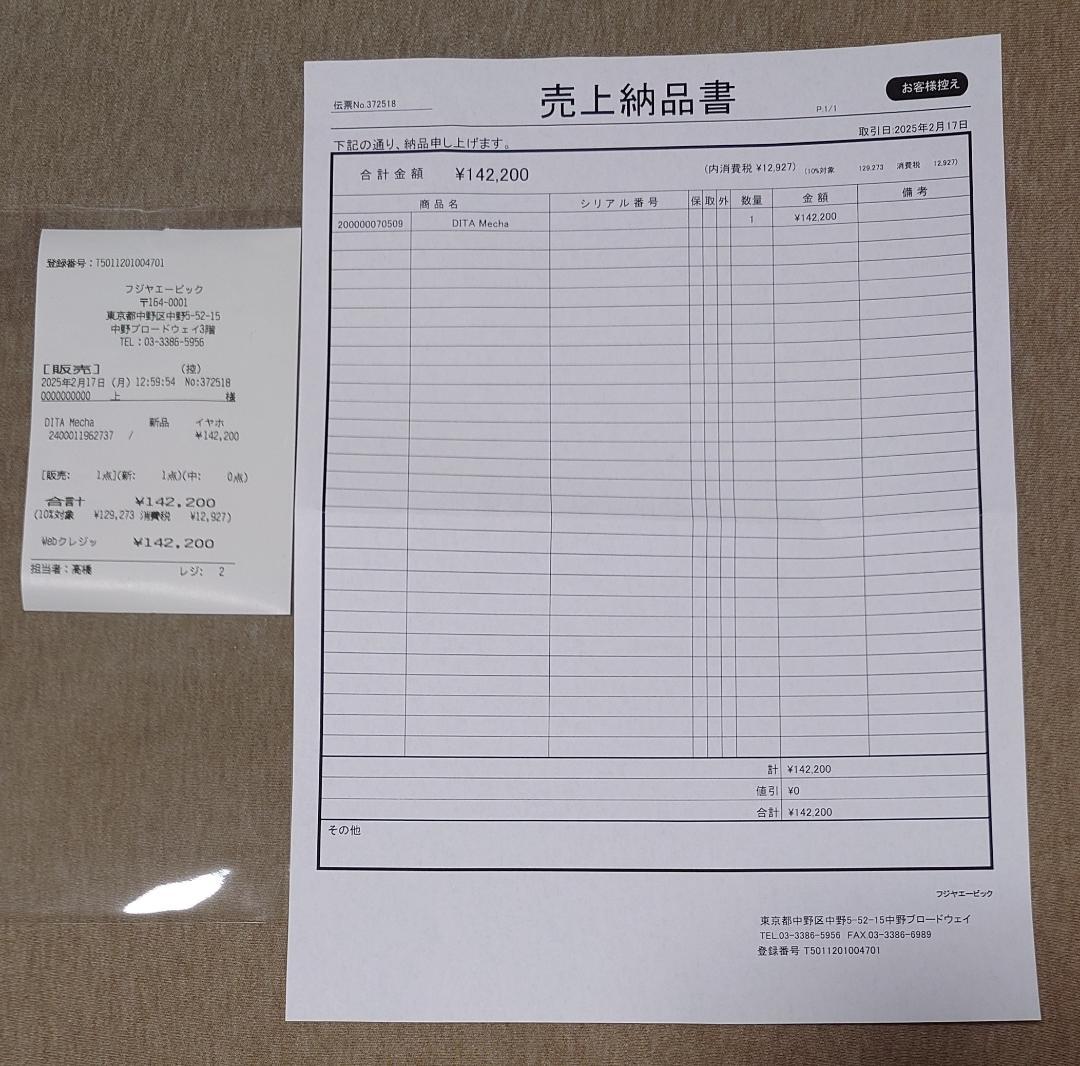 登録番号：T5011201004701
フジヤエービック
〒164-0001
東京都中野区中野5-52-15
中野ブロードウェイ3階
TEL：03-3386-5956
[販売] (控)
2025年2月17日 (月) 12:59:54 No:372518
0000000000 上 様
DITA Mecha 新品 イヤホ
2400011962737 / ¥142,200
[販売: 1点](新: 1点)(中: 0点)
合計 ¥142,200
(10%対象 ¥129,273 消費税 ¥12,927)
Webクレジッ ¥142,200
担当者：髙橋 レジ: 2
伝票No.372518 売上納品書 P.1/1 お客様控え
取引日:2025年2月17日
下記の通り、納品申し上げます。
合計金額 ¥142,200 (内消費税 ¥12,927) (10%対象 129,273 消費税 12,927)
商品名 シリアル番号 保 取 外 数量 金額 備考
200000070509 DITA Mecha 1 ¥142,200
計 ¥142,200
値引 ¥0
合計 ¥142,200
その他
フジヤエービック
東京都中野区中野5-52-15中野ブロードウェイ
TEL.03-3386-5956 FAX.03-3386-6989
登録番号 T5011201004701